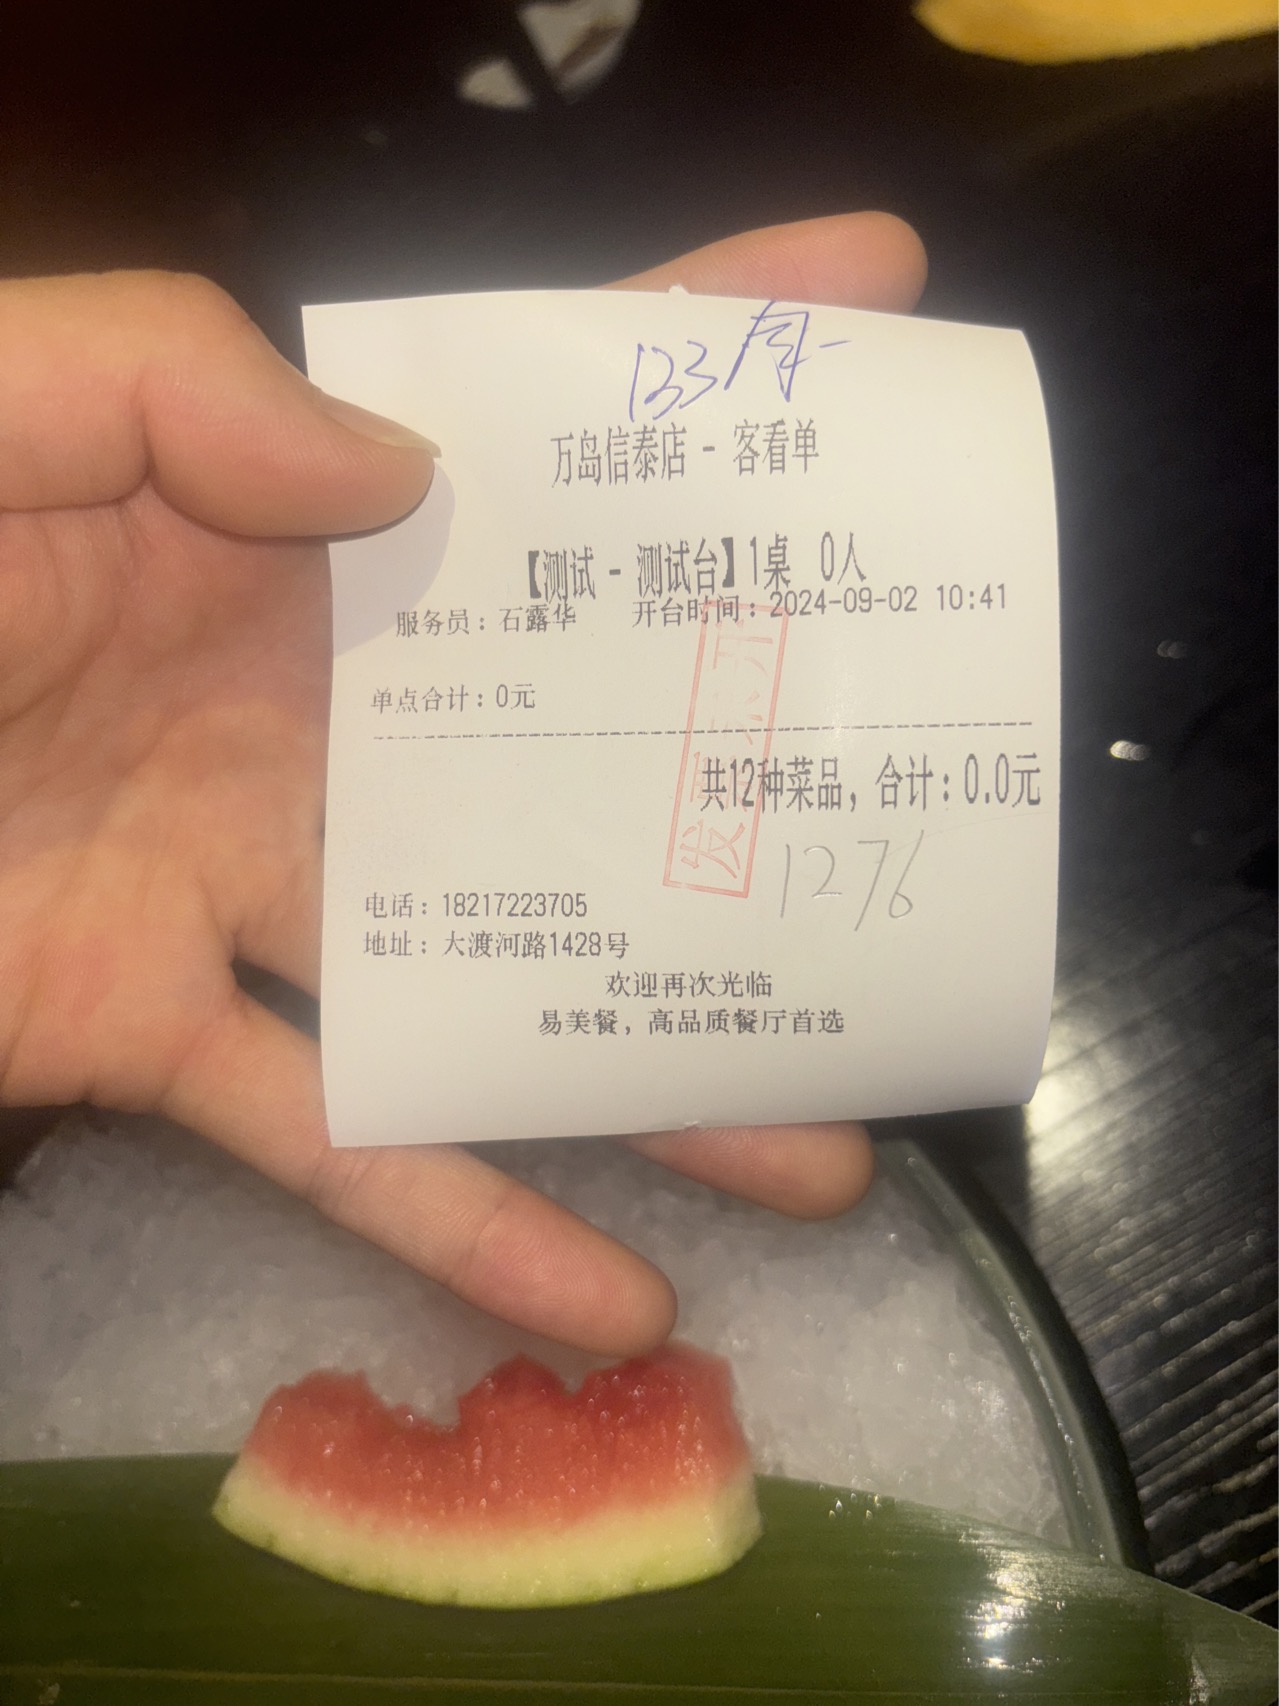 133
万岛信泰店 - 客看单
【测试 - 测试台】1桌 0人
服务员：石露华 开台时间：2024-09-02 10:41
单点合计：0元
共12种菜品，合计：0.0元
发票未开
1276
电话：18217223705
地址：大渡河路1428号
欢迎再次光临
易美餐，高品质餐厅首选